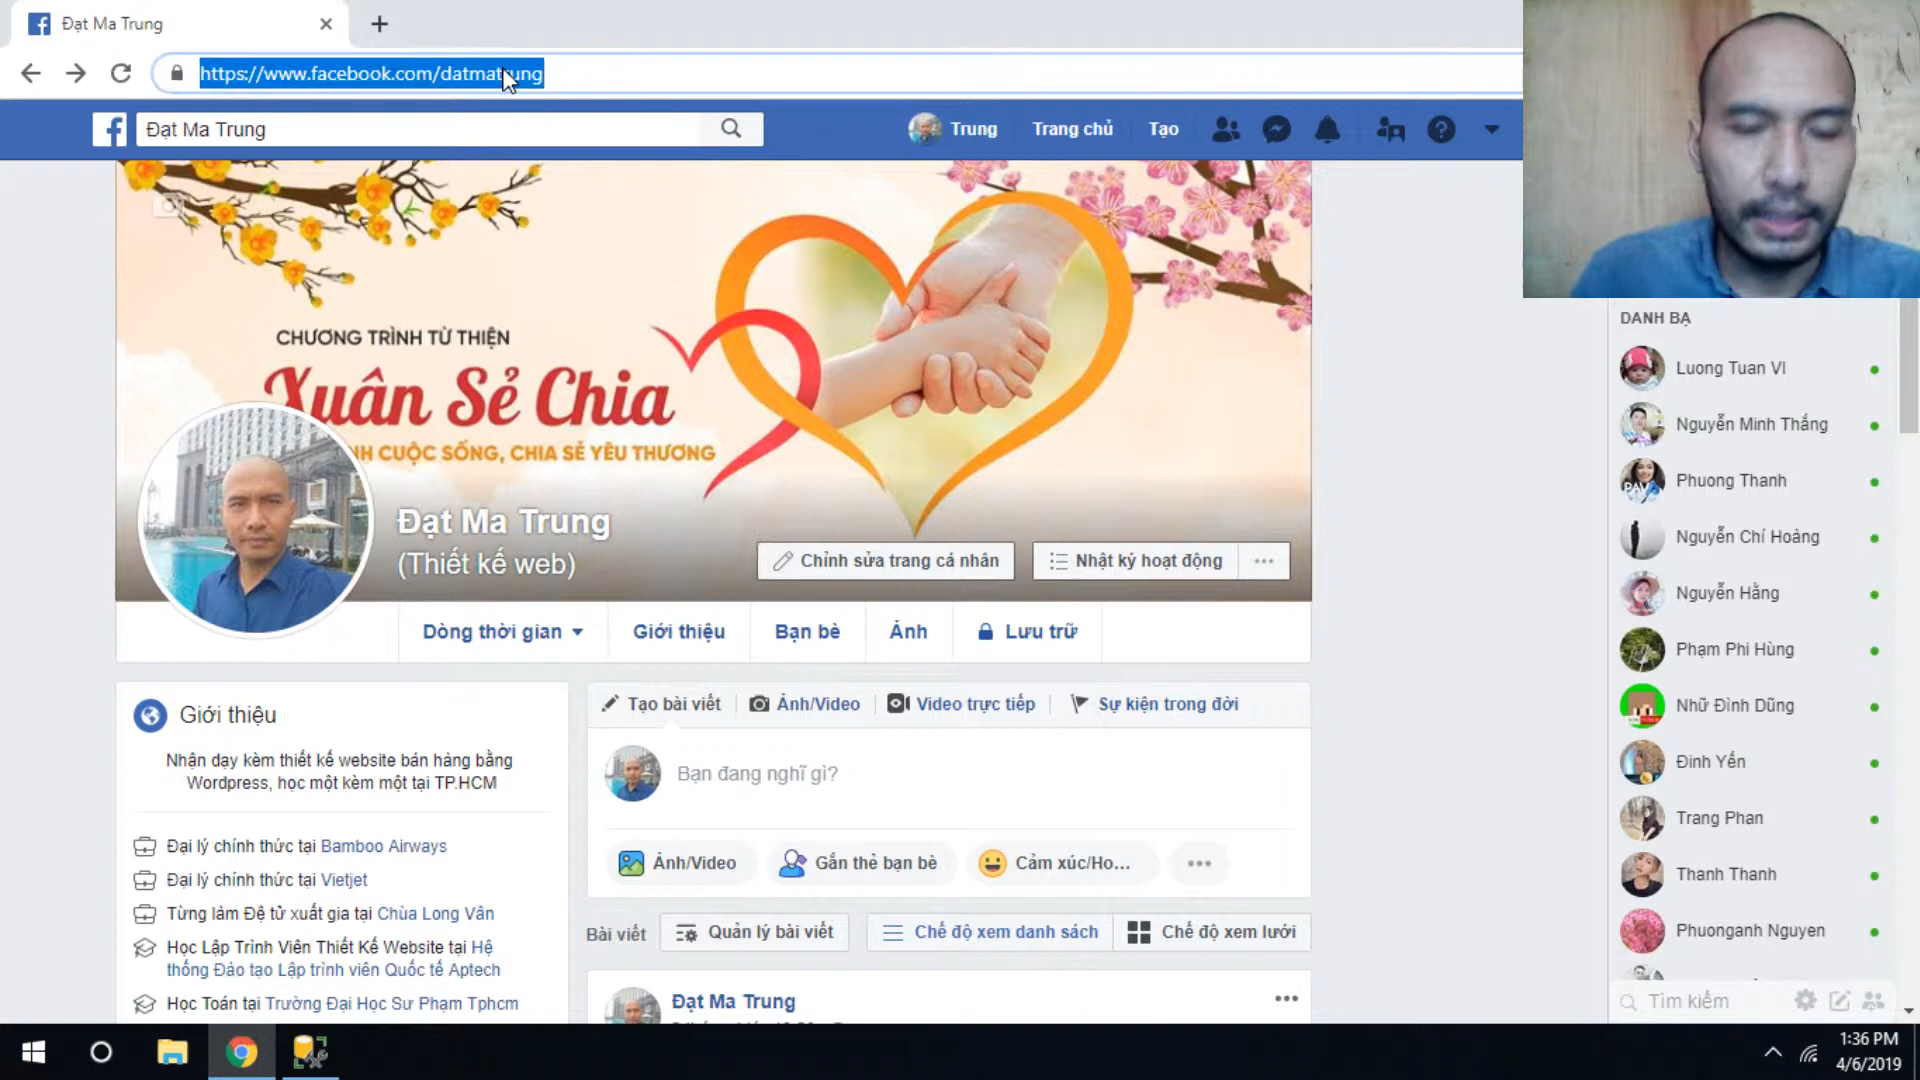 Đạt Ma Trung
https://www.facebook.com/datmatrung
Đạt Ma Trung
Trung
Trang chủ
Tạo
CHƯƠNG TRÌNH TỪ THIỆN
Xuân Sẻ Chia
NH CUỘC SỐNG, CHIA SẺ YÊU THƯƠNG
Đạt Ma Trung
(Thiết kế web)
Chỉnh sửa trang cá nhân
Nhật ký hoạt động
Dòng thời gian
Giới thiệu
Bạn bè
Ảnh
Lưu trữ
Giới thiệu
Nhận dạy kèm thiết kế website bán hàng bằng
Wordpress, học một kèm một tại TP.HCM
Đại lý chính thức tại Bamboo Airways
Đại lý chính thức tại Vietjet
Từng làm Đệ tử xuất gia tại Chùa Long Vân
Học Lập Trình Viên Thiết Kế Website tại Hệ
thống Đào tạo Lập trình viên Quốc tế Aptech
Học Toán tại Trường Đại Học Sư Phạm Tphcm
Tạo bài viết
Ảnh/Video
Video trực tiếp
Sự kiện trong đời
Bạn đang nghĩ gì?
Ảnh/Video
Gắn thẻ bạn bè
Cảm xúc/Ho...
Bài viết
Quản lý bài viết
Chế độ xem danh sách
Chế độ xem lưới
Đạt Ma Trung
DANH BẠ
Luong Tuan VI
Nguyễn Minh Thắng
Phuong Thanh
Nguyễn Chí Hoàng
Nguyễn Hằng
Phạm Phi Hùng
Nhữ Đình Dũng
Đinh Yến
Trang Phan
Thanh Thanh
Phuonganh Nguyen
Tìm kiếm
1:36 PM
4/6/2019